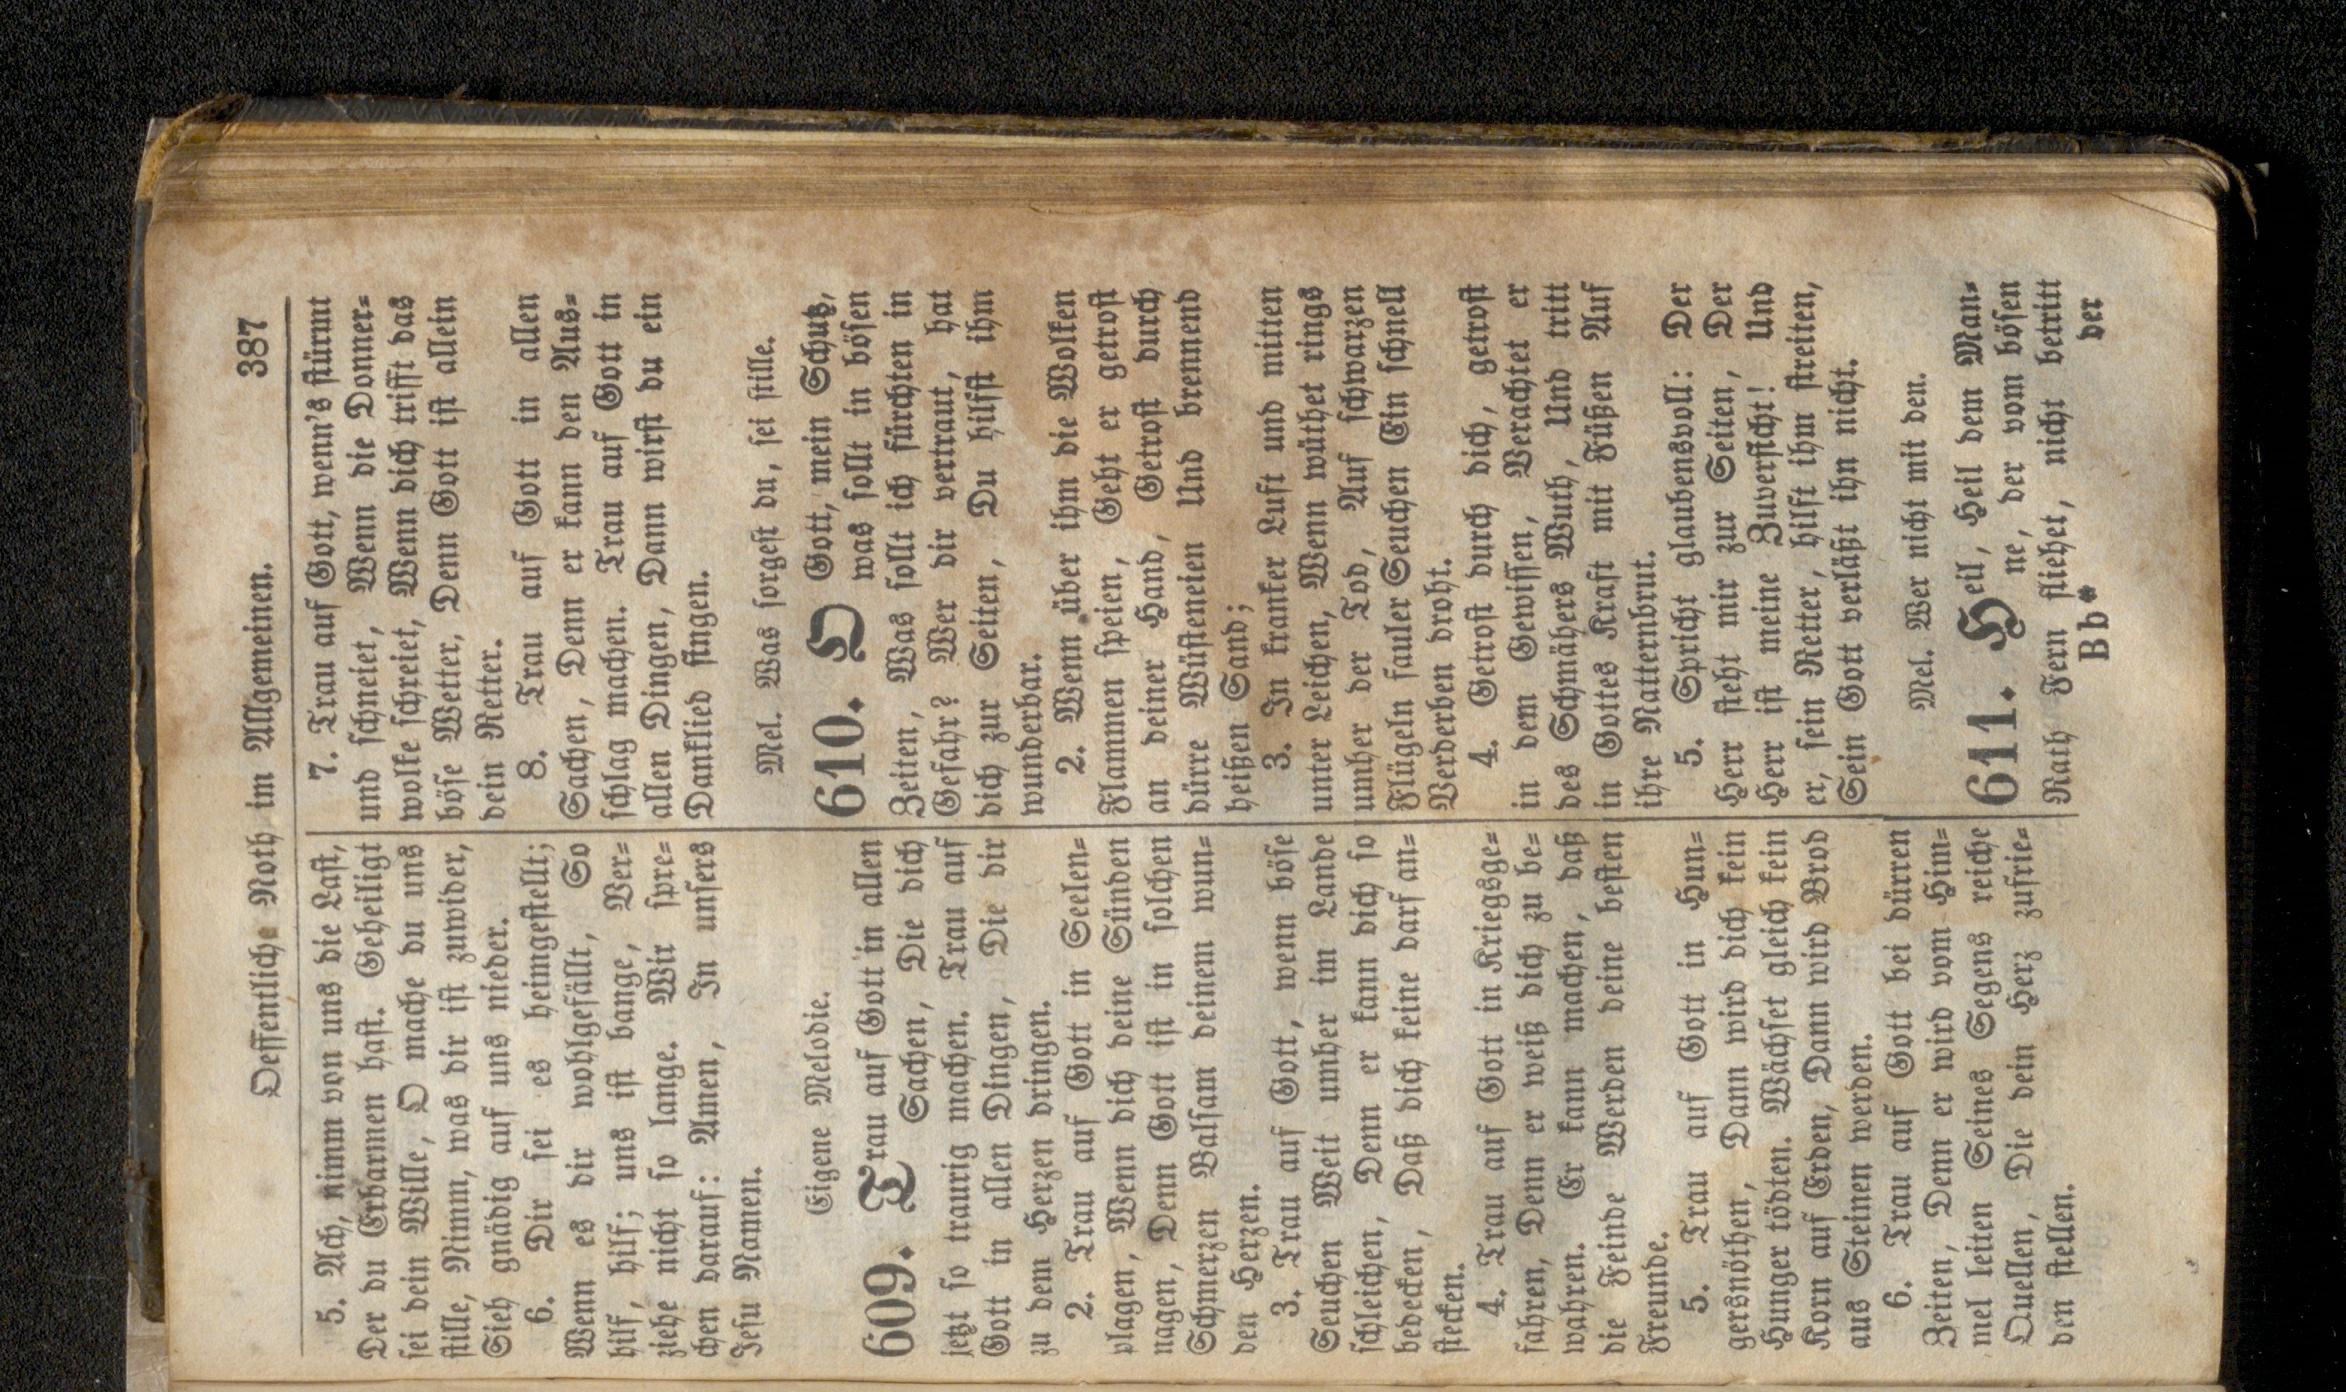 Oeffentliche Noth im Allgemeinen. 387
5. Ach, nimm von uns die Last,
Der du Erbarmen hast. Geheiligt
sei dein Wille, O mache du uns
stille, Nimm, was dir ist zuwider,
Sieh gnädig auf uns nieder.
6. Dir sei es heimgestellt;
Wenn es dir wohlgefällt, So
hilf, hilf; uns ist bange, Ver-
ziehe nicht so lange. Wir spre-
chen darauf: Amen, In unsers
Jesu Namen.
Eigene Melodie.
609. Trau auf Gott in allen
Sachen, Die dich
jetzt so traurig machen. Trau auf
Gott in allen Dingen, Die dir
zu dem Herzen dringen.
2. Trau auf Gott in Seelen-
plagen, Wenn dich deine Sünden
nagen, Denn Gott ist in solchen
Schmerzen Balsam deinem wun-
den Herzen.
3. Trau auf Gott, wenn böse
Seuchen Weit umher im Lande
schleichen, Denn er kann dich so
bedecken, Daß dich keine darf an-
stecken.
4. Trau auf Gott in Kriegsge-
fahren, Denn er weiß dich zu be-
wahren. Er kann machen, daß
die Feinde Werden deine besten
Freunde.
5. Trau auf Gott in Hun-
gersnöthen, Dann wird dich kein
Hunger tödten. Wächset gleich kein
Korn auf Erden, Dann wird Brod
aus Steinen werden.
6. Trau auf Gott bei dürren
Zeiten, Denn er wird vom Him-
mel leiten Seines Segens reiche
Quellen, Die dein Herz zufrie-
den stellen.
7. Trau auf Gott, wenn's stürmt
und schneiet, Wenn die Donner-
wolke schreiet, Wenn dich trifft das
böse Wetter, Denn Gott ist allein
dein Retter.
8. Trau auf Gott in allen
Sachen, Denn er kann den Aus-
schlag machen. Trau auf Gott in
allen Dingen, Dann wirst du ein
Danklied singen.
Mel. Was sorgest du, sei stille.
610. O Gott, mein Schutz,
was sollt in bösen
Zeiten, Was sollt ich fürchten in
Gefahr? Wer dir vertraut, hat
dich zur Seiten, Du hilfst ihm
wunderbar.
2. Wenn über ihm die Wolken
Flammen speien, Geht er getrost
an deiner Hand, Getrost durch
dürre Wüsteneien Und brennend
heißen Sand;
3. In kranker Luft und mitten
unter Leichen, Wenn wüthet rings
umher der Tod, Auf schwarzen
Flügeln fauler Seuchen Ein schnell
Verderben droht.
4. Getrost durch dich, getrost
in dem Gewissen, Verachtet er
des Schmähers Wuth, Und tritt
in Gottes Kraft mit Füßen Auf
ihre Natternbrut.
5. Spricht glaubensvoll: Der
Herr steht mir zur Seiten, Der
Herr ist meine Zuversicht! Und
er, sein Retter, hilft ihm streiten,
Sein Gott verläßt ihn nicht.
Mel. Wer nicht mit den.
611. Heil, Heil dem Man-
ne, der vom bösen
Rath Fern fliehet, nicht betritt
Bb* der